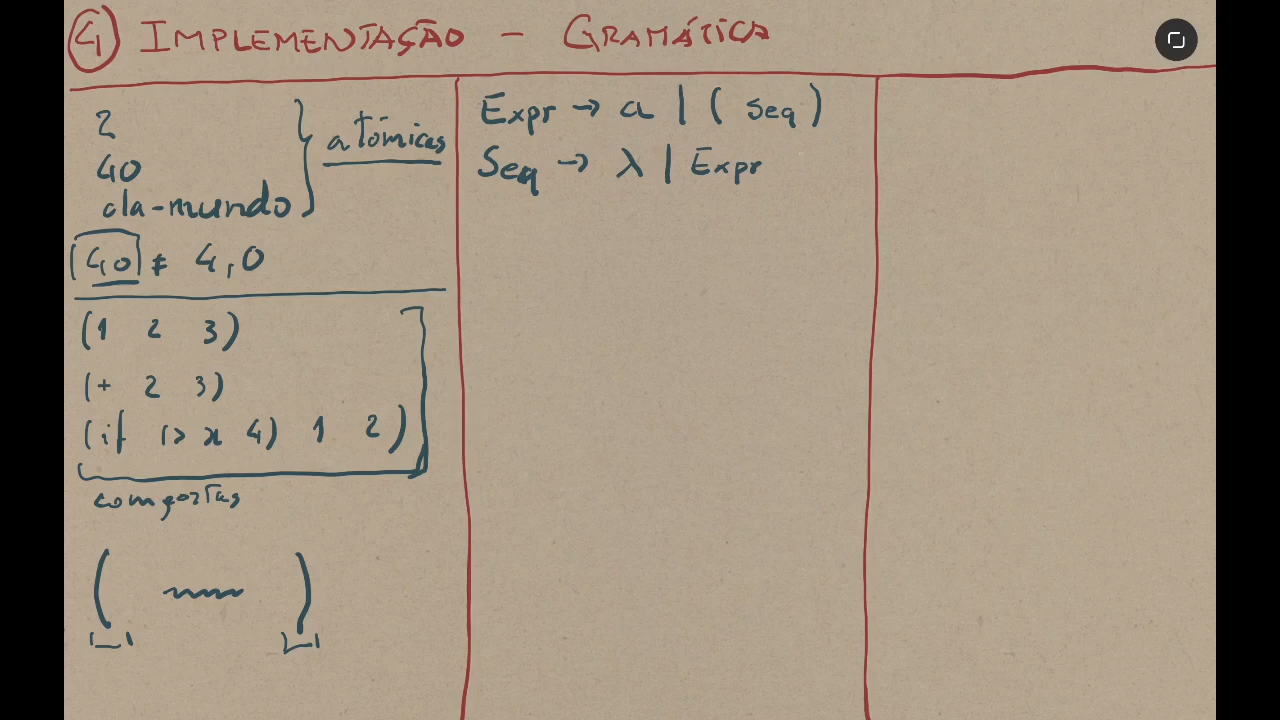 ④ IMPLEMENTAÇÃO - GRAMÁTICA
2
40
ola-mundo
atômicas
40 ≠ 4,0
(1 2 3)
(+ 2 3)
(if (> x 4) 1 2)
compostas
( )
Expr → a | ( Seq )
Seq → λ | Expr